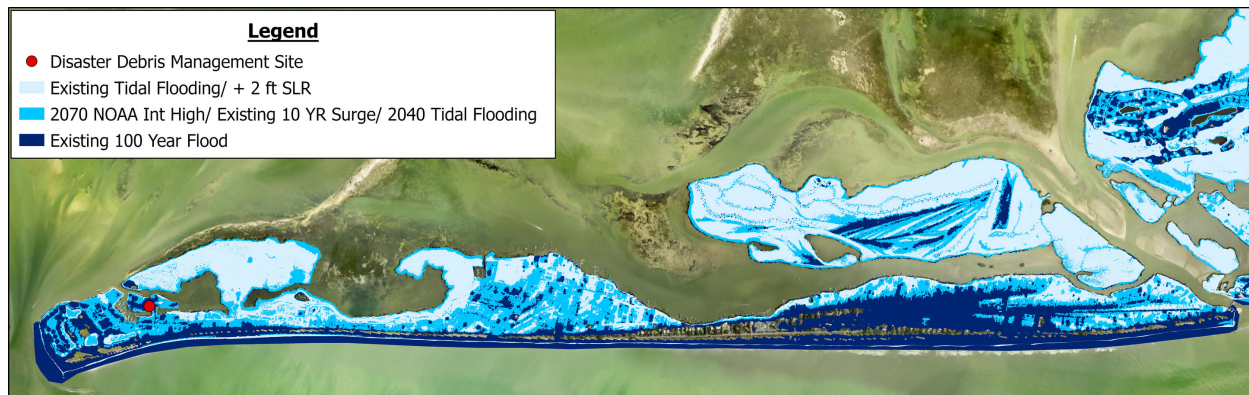 Legend
Disaster Debris Management Site
Existing Tidal Flooding/ + 2 ft SLR
2070 NOAA Int High/ Existing 10 YR Surge/ 2040 Tidal Flooding
Existing 100 Year Flood